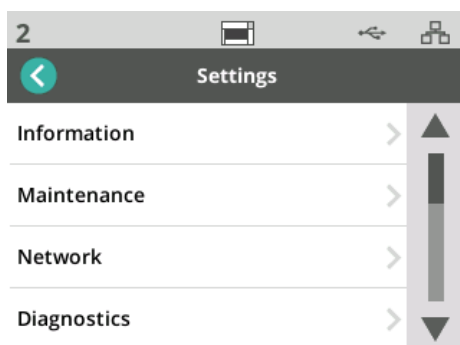 2
Settings
Information
Maintenance
Network
Diagnostics